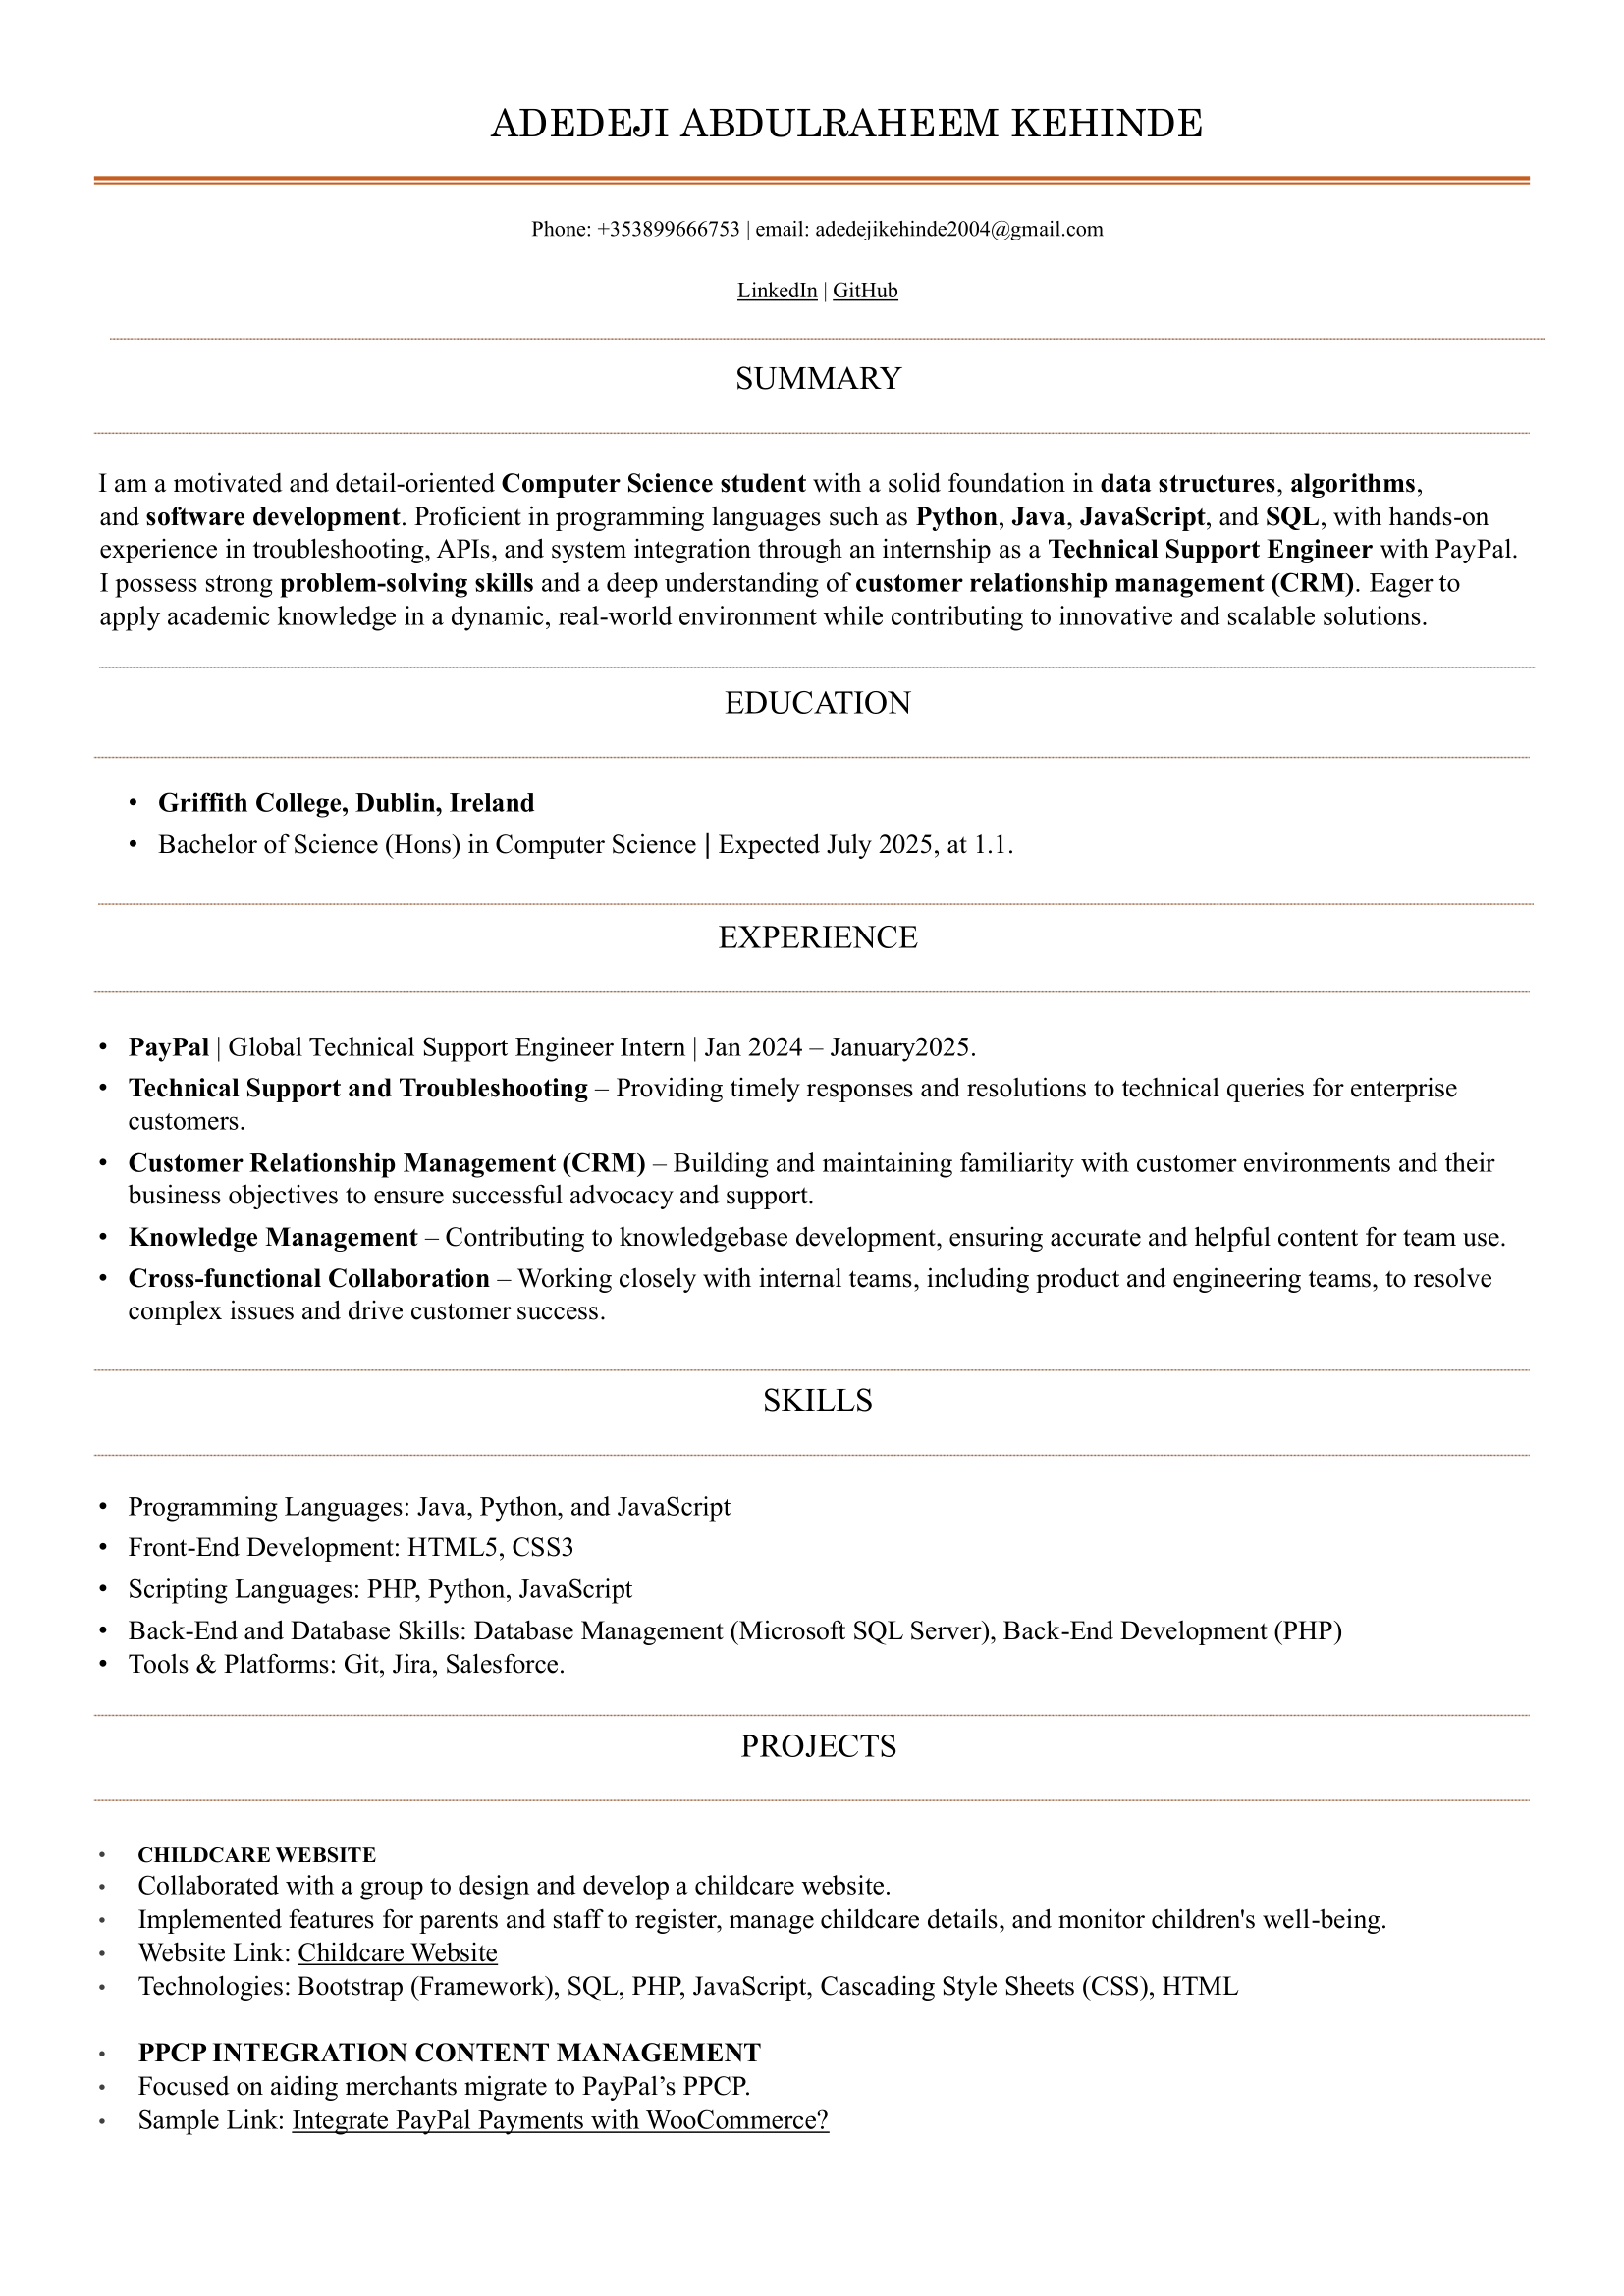 ADEDEJI ABDULRAHEEM KEHINDE
Phone: +353899666753 | email: adedejikehinde2004@gmail.com
LinkedIn | GitHub
SUMMARY
I am a motivated and detail-oriented Computer Science student with a solid foundation in data structures, algorithms,
and software development. Proficient in programming languages such as Python, Java, JavaScript, and SQL, with hands-on
experience in troubleshooting, APIs, and system integration through an internship as a Technical Support Engineer with PayPal.
I possess strong problem-solving skills and a deep understanding of customer relationship management (CRM). Eager to
apply academic knowledge in a dynamic, real-world environment while contributing to innovative and scalable solutions.
EDUCATION
• Griffith College, Dublin, Ireland
• Bachelor of Science (Hons) in Computer Science | Expected July 2025, at 1.1.
EXPERIENCE
• PayPal | Global Technical Support Engineer Intern | Jan 2024 – January2025.
• Technical Support and Troubleshooting – Providing timely responses and resolutions to technical queries for enterprise
customers.
• Customer Relationship Management (CRM) – Building and maintaining familiarity with customer environments and their
business objectives to ensure successful advocacy and support.
• Knowledge Management – Contributing to knowledgebase development, ensuring accurate and helpful content for team use.
• Cross-functional Collaboration – Working closely with internal teams, including product and engineering teams, to resolve
complex issues and drive customer success.
SKILLS
• Programming Languages: Java, Python, and JavaScript
• Front-End Development: HTML5, CSS3
• Scripting Languages: PHP, Python, JavaScript
• Back-End and Database Skills: Database Management (Microsoft SQL Server), Back-End Development (PHP)
• Tools & Platforms: Git, Jira, Salesforce.
PROJECTS
• CHILDCARE WEBSITE
• Collaborated with a group to design and develop a childcare website.
• Implemented features for parents and staff to register, manage childcare details, and monitor children's well-being.
• Website Link: Childcare Website
• Technologies: Bootstrap (Framework), SQL, PHP, JavaScript, Cascading Style Sheets (CSS), HTML
• PPCP INTEGRATION CONTENT MANAGEMENT
• Focused on aiding merchants migrate to PayPal’s PPCP.
• Sample Link: Integrate PayPal Payments with WooCommerce?